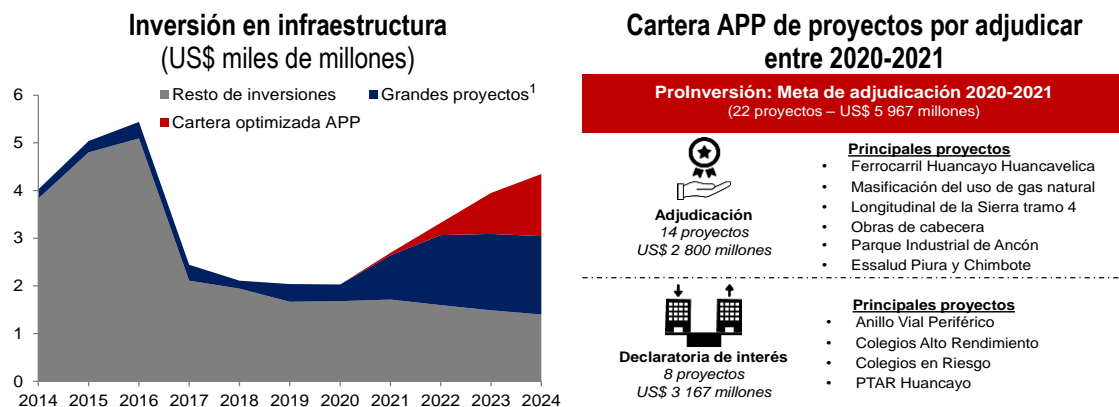 Inversión en infraestructura
(US$ miles de millones)
6
5
4
3
2
1
0
Resto de inversiones
Grandes proyectos¹
Cartera optimizada APP
2014 2015 2016 2017 2018 2019 2020 2021 2022 2023 2024
Cartera APP de proyectos por adjudicar
entre 2020-2021
ProInversión: Meta de adjudicación 2020-2021
(22 proyectos – US$ 5 967 millones)
Adjudicación
14 proyectos
US$ 2 800 millones
Principales proyectos
• Ferrocarril Huancayo Huancavelica
• Masificación del uso de gas natural
• Longitudinal de la Sierra tramo 4
• Obras de cabecera
• Parque Industrial de Ancón
• Essalud Piura y Chimbote
Declaratoria de interés
8 proyectos
US$ 3 167 millones
Principales proyectos
• Anillo Vial Periférico
• Colegios Alto Rendimiento
• Colegios en Riesgo
• PTAR Huancayo